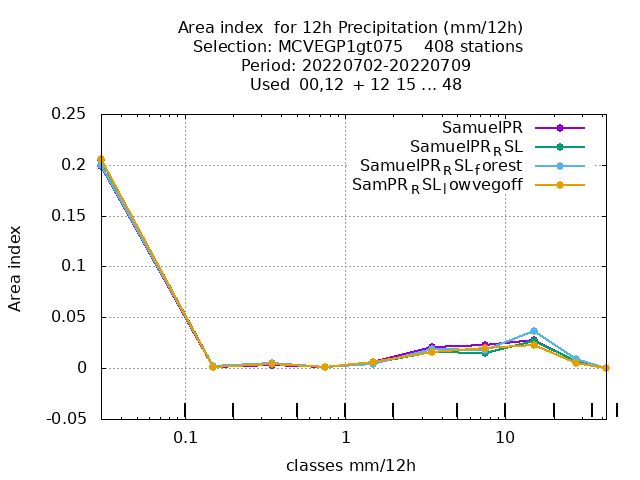 Area index for 12h Precipitation (mm/12h)
Selection: MCVEGP1gt075 408 stations
Period: 20220702-20220709
Used 00,12 + 12 15 ... 48
SamuelPR
SamuelPR_RSL
SamuelPR_RSL_forest
SamPR_RSL_lowvegoff
0.25
0.2
0.15
0.1
0.05
0
-0.05
Area index
0.1 1 10
classes mm/12h